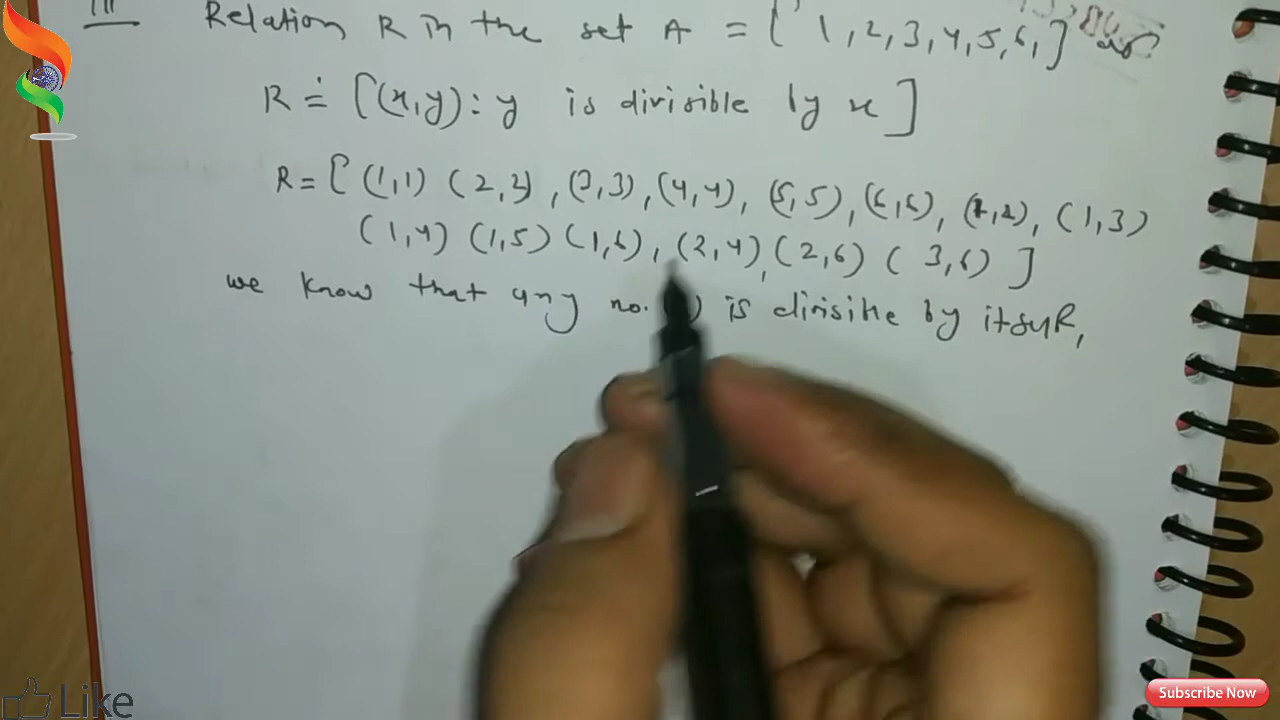 III Relation R in the set A = [ 1, 2, 3, 4, 5, 6, ] as
R = [(x, y) : y is divisible by x ]
R = [ (1,1) (2,2), (3,3), (4,4), (5,5), (6,6), (1,2), (1,3)
(1,4) (1,5) (1,6), (2,4), (2,6) ( 3,6) ]
we know that any no. ) is divisible by itself,
Like
Subscribe Now